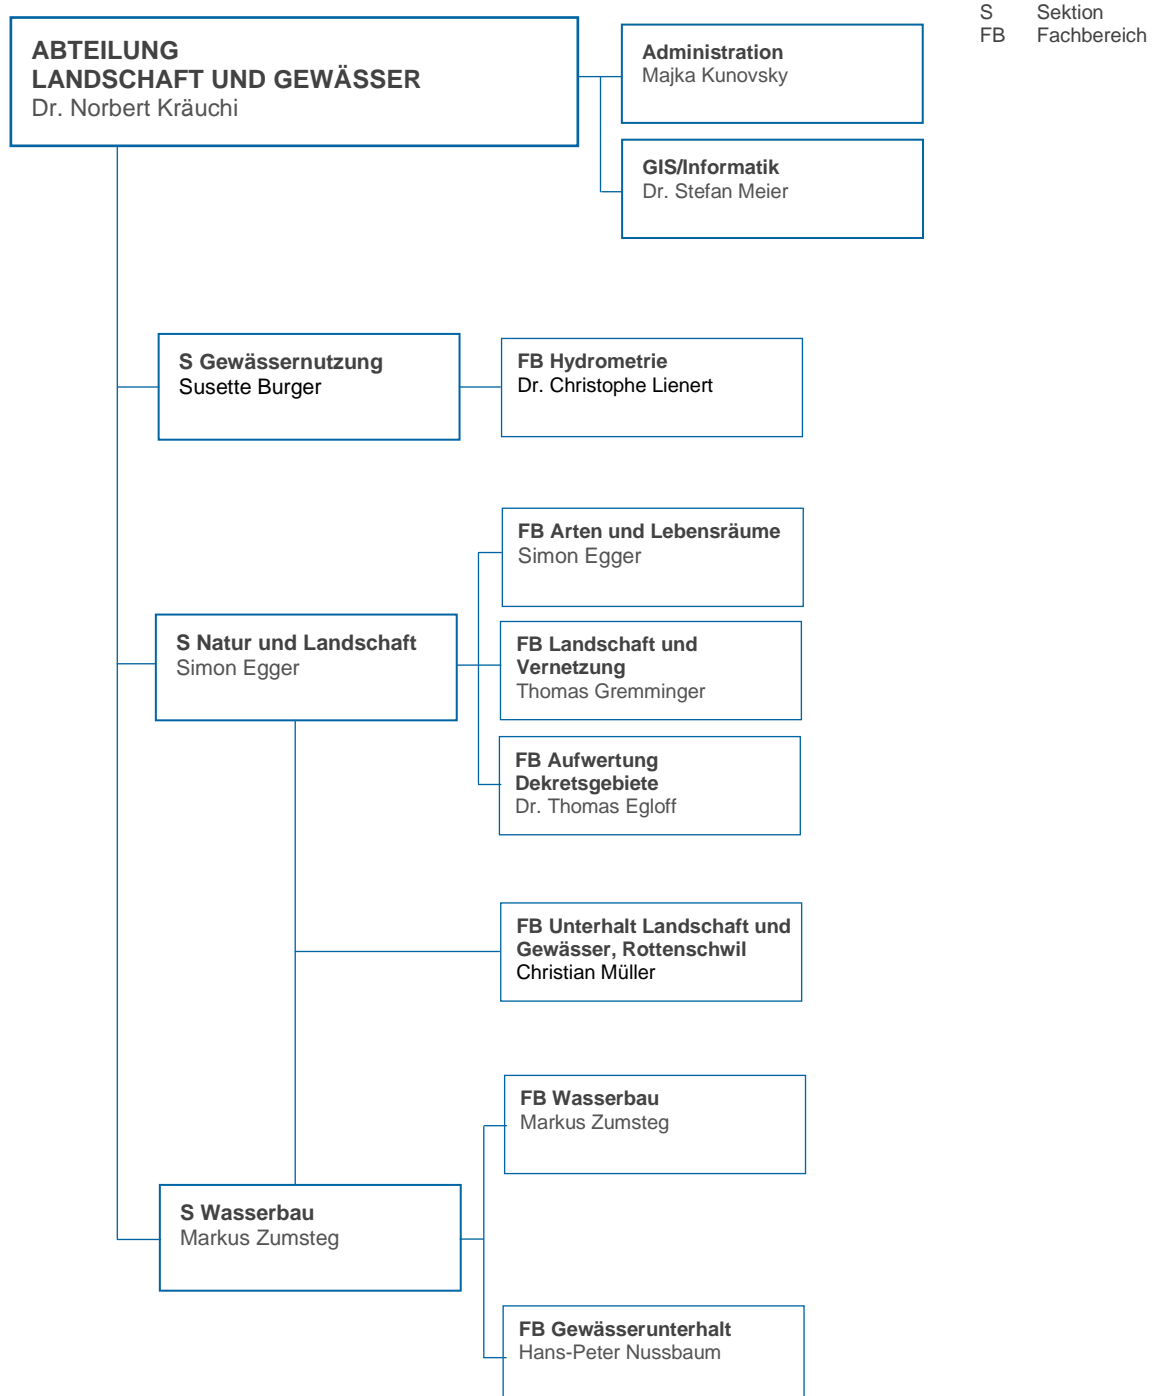 S Sektion
FB Fachbereich
ABTEILUNG
LANDSCHAFT UND GEWÄSSER
Dr. Norbert Kräuchi
Administration
Majka Kunovsky
GIS/Informatik
Dr. Stefan Meier
S Gewässernutzung
Susette Burger
FB Hydrometrie
Dr. Christophe Lienert
FB Arten und Lebensräume
Simon Egger
S Natur und Landschaft
Simon Egger
FB Landschaft und
Vernetzung
Thomas Gremminger
FB Aufwertung
Dekretsgebiete
Dr. Thomas Egloff
FB Unterhalt Landschaft und
Gewässer, Rottenschwil
Christian Müller
FB Wasserbau
Markus Zumsteg
S Wasserbau
Markus Zumsteg
FB Gewässerunterhalt
Hans-Peter Nussbaum